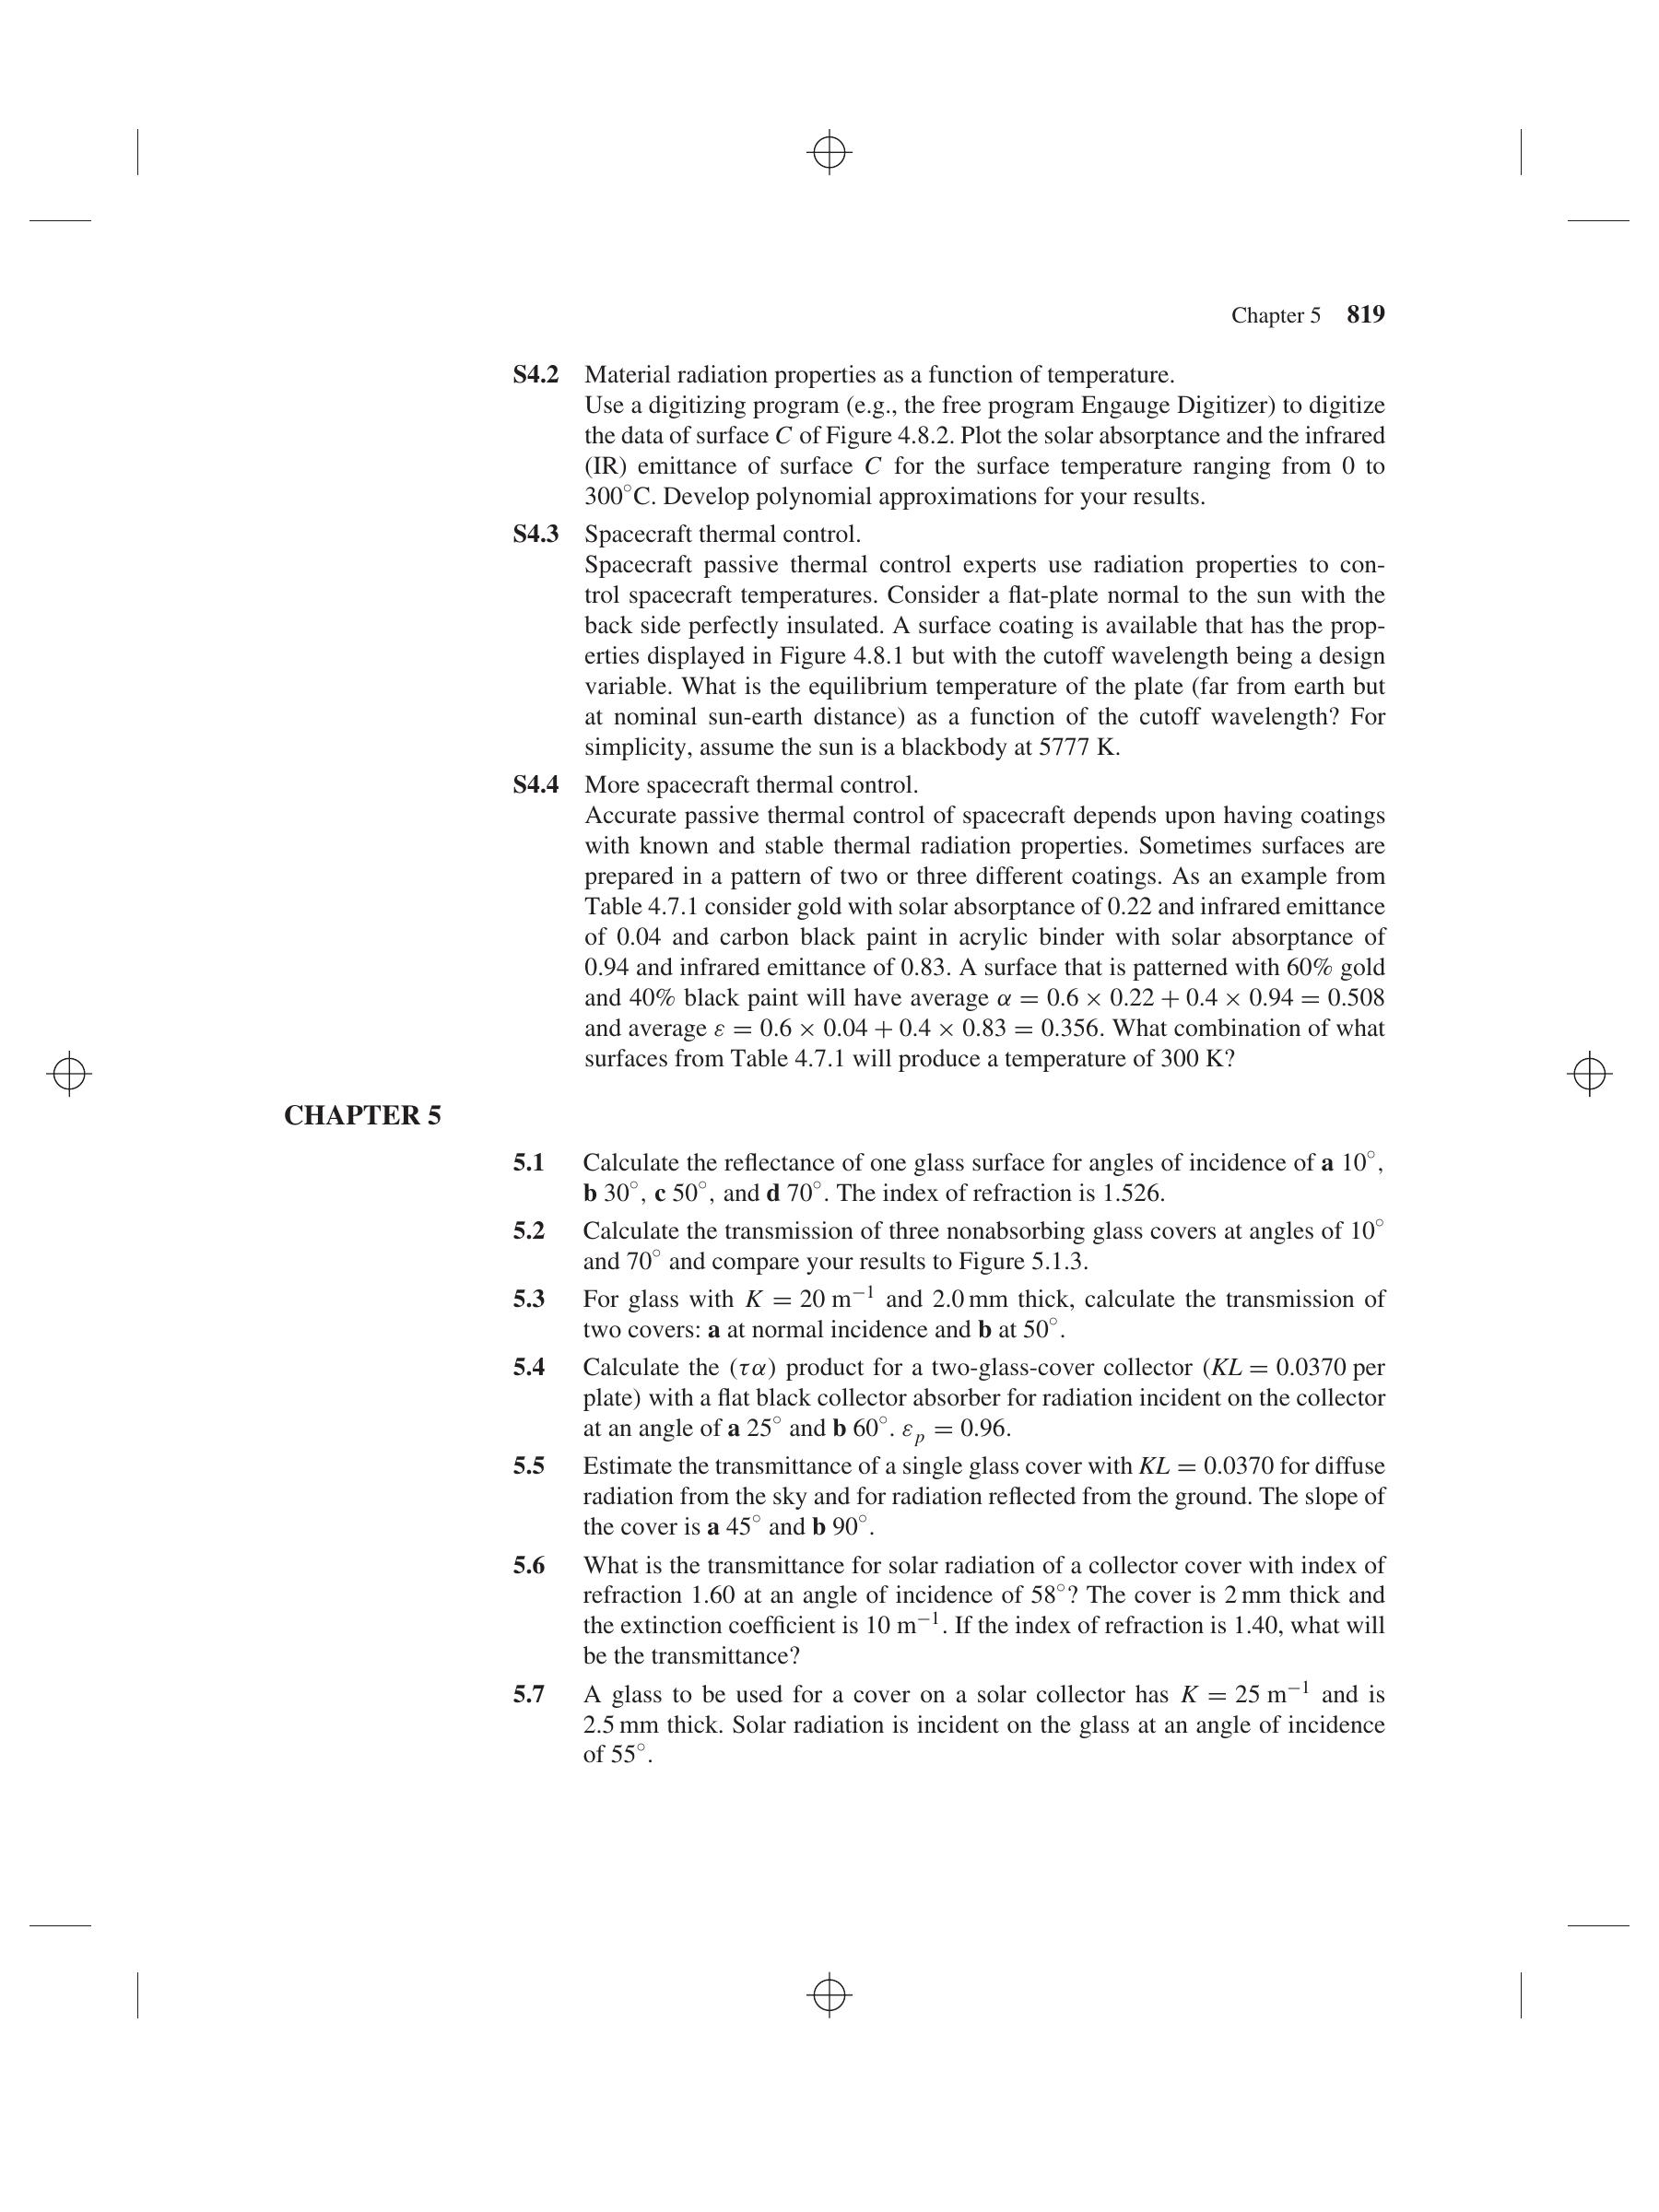 Chapter 5 819
S4.2 Material radiation properties as a function of temperature.
Use a digitizing program (e.g., the free program Engauge Digitizer) to digitize
the data of surface C of Figure 4.8.2. Plot the solar absorptance and the infrared
(IR) emittance of surface C for the surface temperature ranging from 0 to
300°C. Develop polynomial approximations for your results.
S4.3 Spacecraft thermal control.
Spacecraft passive thermal control experts use radiation properties to con-
trol spacecraft temperatures. Consider a flat-plate normal to the sun with the
back side perfectly insulated. A surface coating is available that has the prop-
erties displayed in Figure 4.8.1 but with the cutoff wavelength being a design
variable. What is the equilibrium temperature of the plate (far from earth but
at nominal sun-earth distance) as a function of the cutoff wavelength? For
simplicity, assume the sun is a blackbody at 5777 K.
S4.4 More spacecraft thermal control.
Accurate passive thermal control of spacecraft depends upon having coatings
with known and stable thermal radiation properties. Sometimes surfaces are
prepared in a pattern of two or three different coatings. As an example from
Table 4.7.1 consider gold with solar absorptance of 0.22 and infrared emittance
of 0.04 and carbon black paint in acrylic binder with solar absorptance of
0.94 and infrared emittance of 0.83. A surface that is patterned with 60% gold
and 40% black paint will have average α = 0.6 × 0.22 + 0.4 × 0.94 = 0.508
and average ε = 0.6 × 0.04 + 0.4 × 0.83 = 0.356. What combination of what
surfaces from Table 4.7.1 will produce a temperature of 300 K?
CHAPTER 5
5.1 Calculate the reflectance of one glass surface for angles of incidence of a 10°,
b 30°, c 50°, and d 70°. The index of refraction is 1.526.
5.2 Calculate the transmission of three nonabsorbing glass covers at angles of 10°
and 70° and compare your results to Figure 5.1.3.
5.3 For glass with K = 20 m⁻¹ and 2.0 mm thick, calculate the transmission of
two covers: a at normal incidence and b at 50°.
5.4 Calculate the (τα) product for a two-glass-cover collector (KL = 0.0370 per
plate) with a flat black collector absorber for radiation incident on the collector
at an angle of a 25° and b 60°. εₚ = 0.96.
5.5 Estimate the transmittance of a single glass cover with KL = 0.0370 for diffuse
radiation from the sky and for radiation reflected from the ground. The slope of
the cover is a 45° and b 90°.
5.6 What is the transmittance for solar radiation of a collector cover with index of
refraction 1.60 at an angle of incidence of 58°? The cover is 2 mm thick and
the extinction coefficient is 10 m⁻¹. If the index of refraction is 1.40, what will
be the transmittance?
5.7 A glass to be used for a cover on a solar collector has K = 25 m⁻¹ and is
2.5 mm thick. Solar radiation is incident on the glass at an angle of incidence
of 55°.